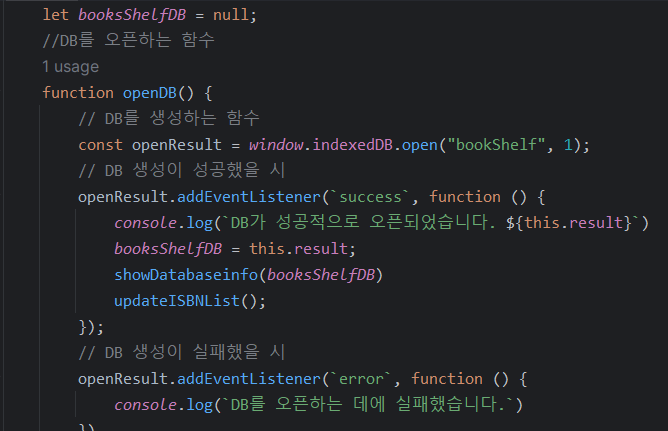 let booksShelfDB = null;
//DB를 오픈하는 함수
1 usage
function openDB() {
// DB를 생성하는 함수
const openResult = window.indexedDB.open("bookShelf", 1);
// DB 생성이 성공했을 시
openResult.addEventListener(`success`, function () {
console.log(`DB가 성공적으로 오픈되었습니다. ${this.result}`)
booksShelfDB = this.result;
showDatabaseinfo(booksShelfDB)
updateISBNList();
});
// DB 생성이 실패했을 시
openResult.addEventListener(`error`, function () {
console.log(`DB를 오픈하는 데에 실패했습니다.`)
})